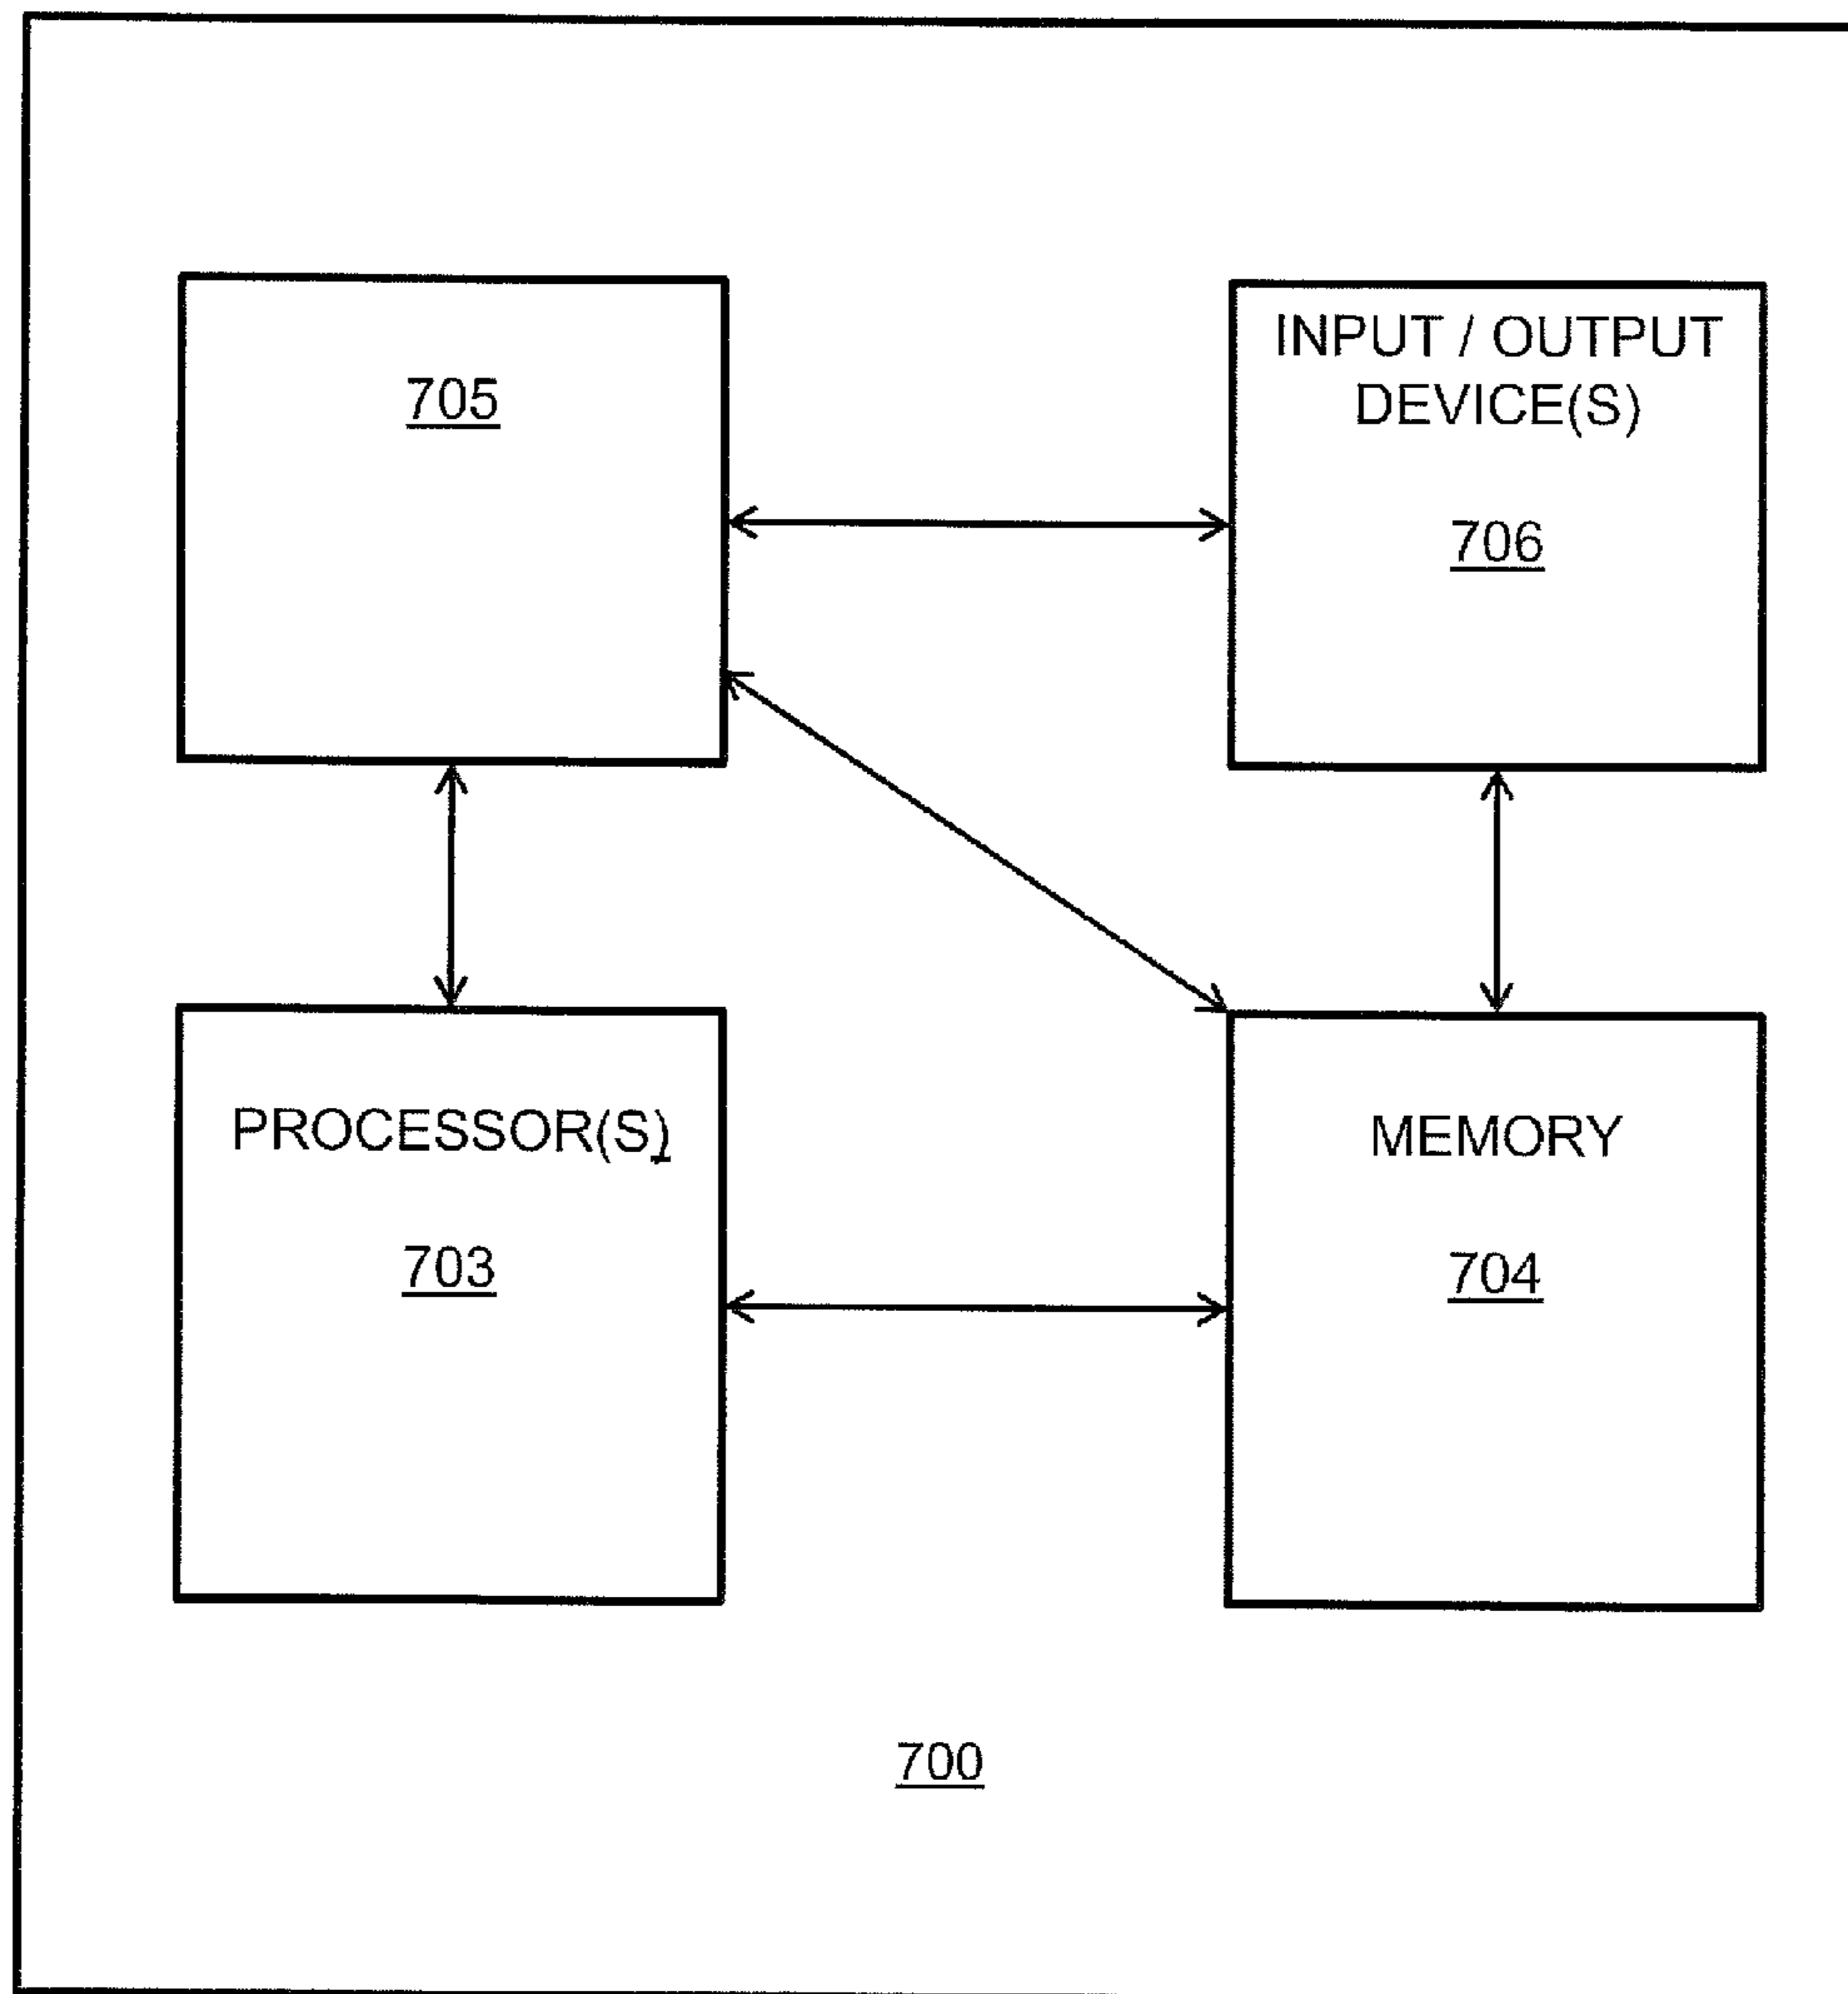 705
INPUT / OUTPUT
DEVICE(S)
706
PROCESSOR(S)
703
MEMORY
704
700